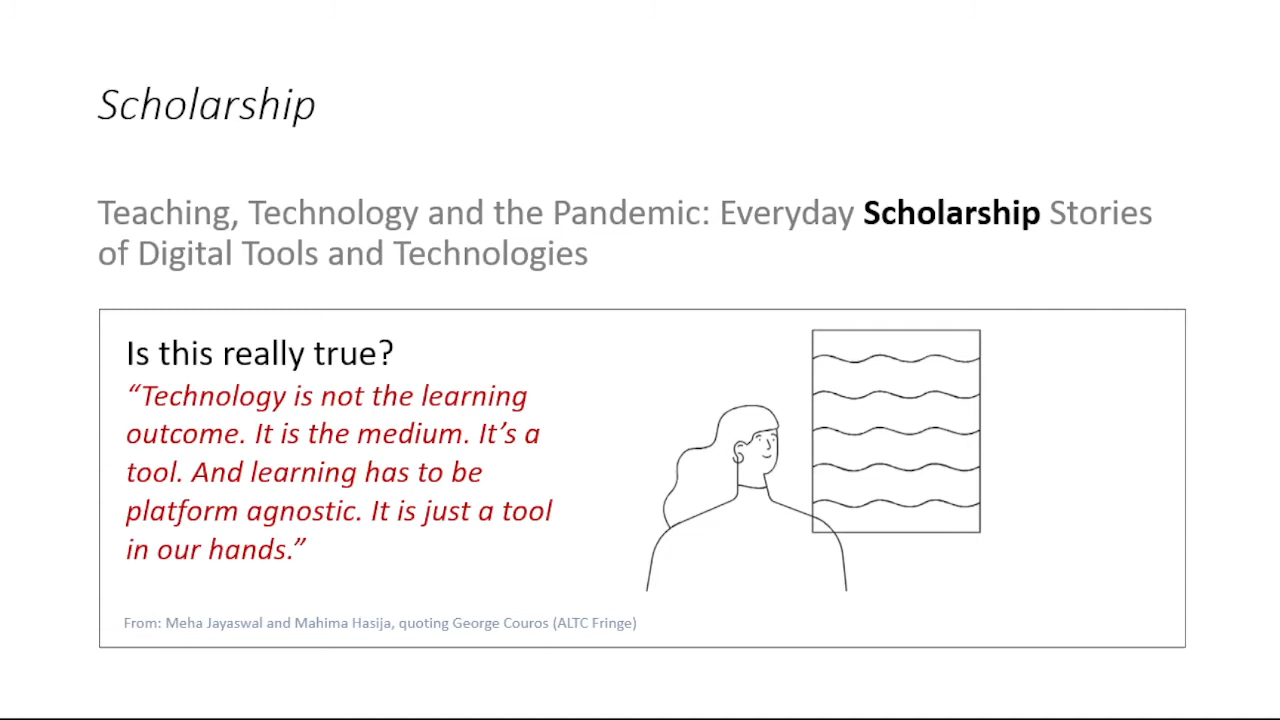 Scholarship
Teaching, Technology and the Pandemic: Everyday Scholarship Stories
of Digital Tools and Technologies
Is this really true?
“Technology is not the learning
outcome. It is the medium. It’s a
tool. And learning has to be
platform agnostic. It is just a tool
in our hands.”
From: Meha Jayaswal and Mahima Hasija, quoting George Couros (ALTC Fringe)